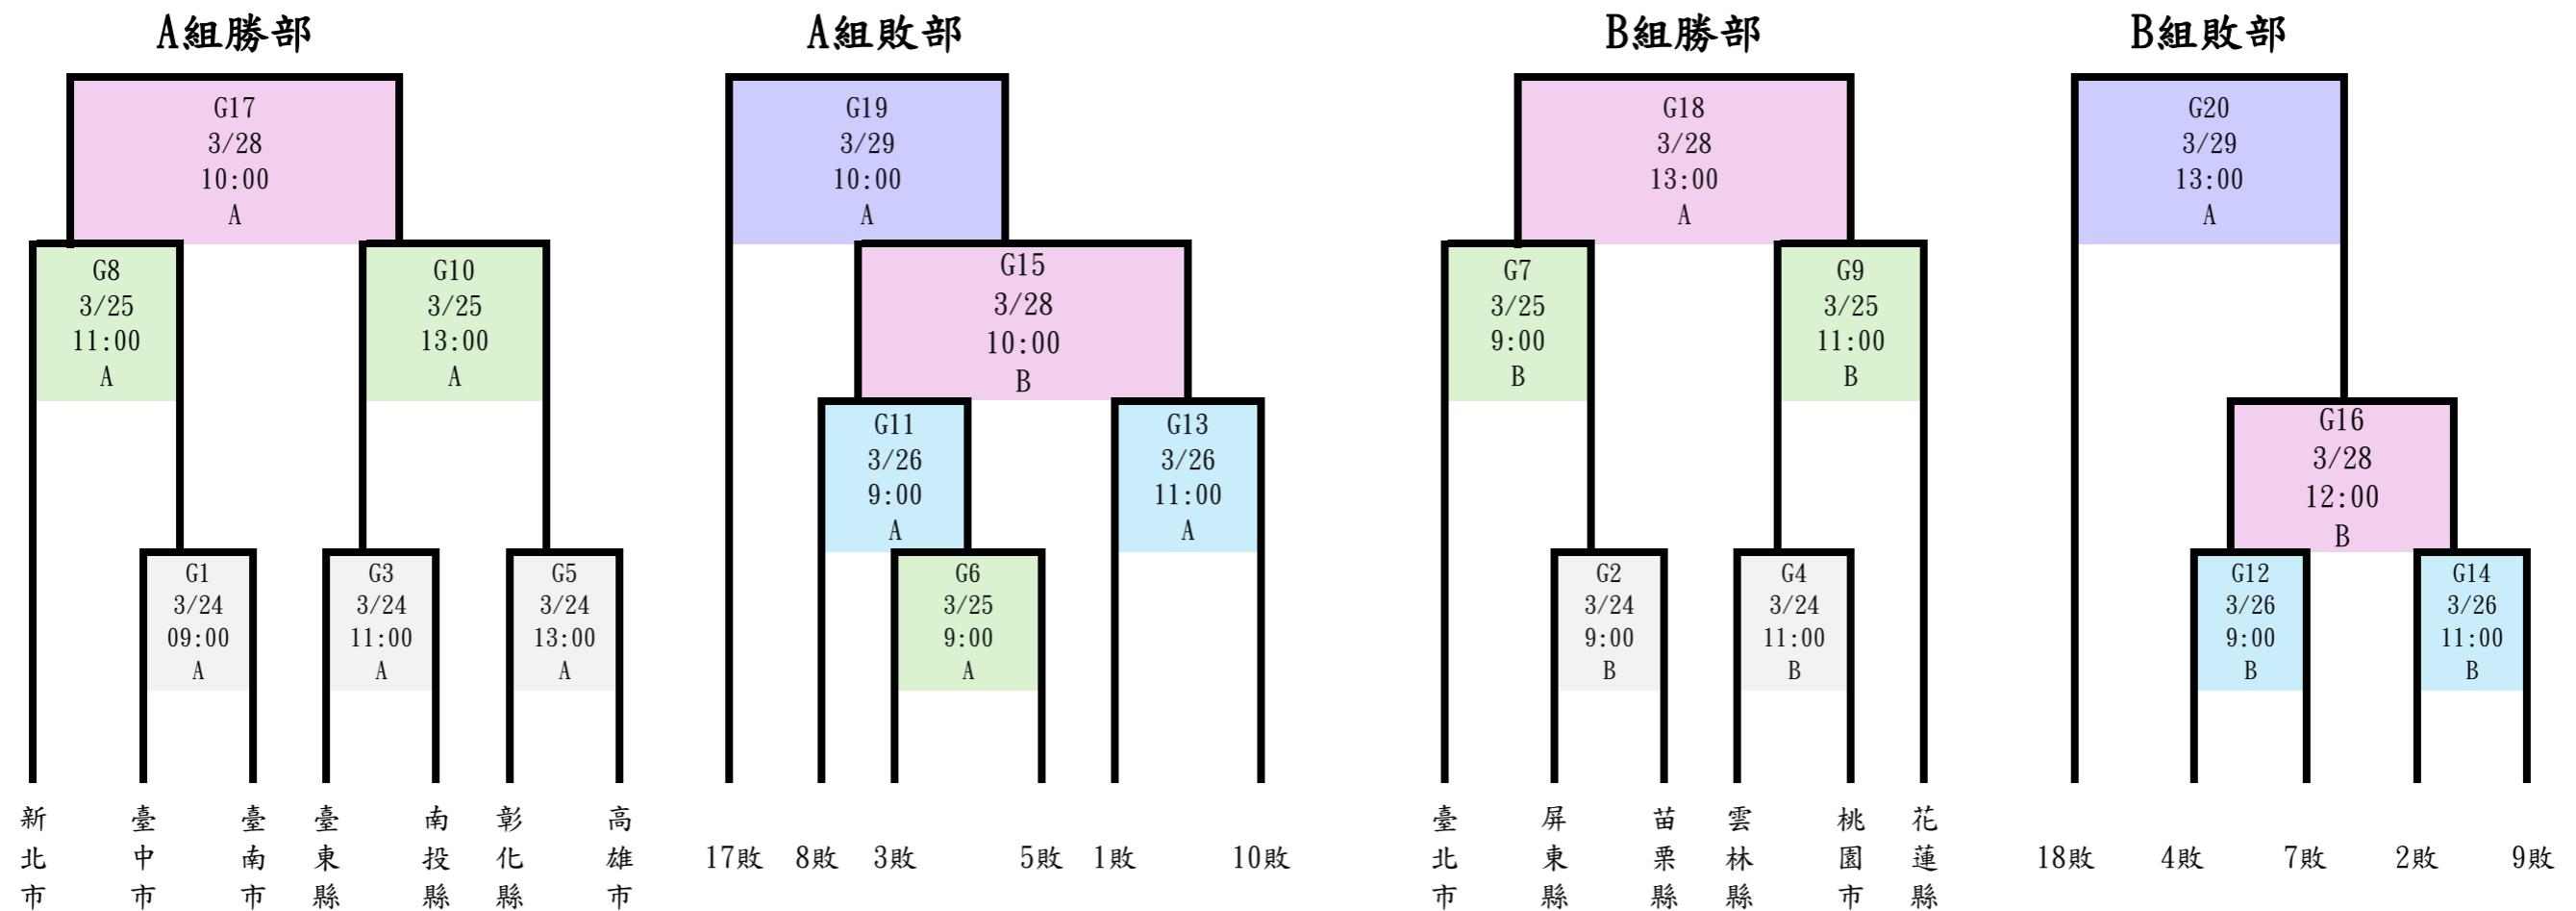 A組勝部
A組敗部
B組勝部
B組敗部
G17
3/28
10:00
A
G19
3/29
10:00
A
G18
3/28
13:00
A
G20
3/29
13:00
A
G8
3/25
11:00
A
G10
3/25
13:00
A
G15
3/28
10:00
B
G7
3/25
9:00
B
G9
3/25
11:00
B
G11
3/26
9:00
A
G13
3/26
11:00
A
G16
3/28
12:00
B
G1
3/24
09:00
A
G3
3/24
11:00
A
G5
3/24
13:00
A
G6
3/25
9:00
A
G2
3/24
9:00
B
G4
3/24
11:00
B
G12
3/26
9:00
B
G14
3/26
11:00
B
新北市
臺中市
臺南市
臺東縣
南投縣
彰化縣
高雄市
17敗
8敗
3敗
5敗
1敗
10敗
臺北市
屏東縣
苗栗縣
雲林縣
桃園市
花蓮縣
18敗
4敗
7敗
2敗
9敗